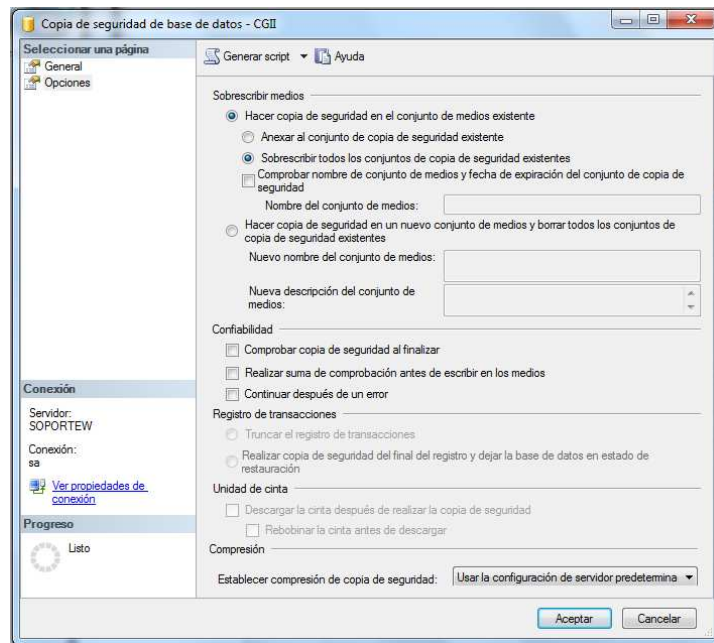 Copia de seguridad de base de datos - CGII
Seleccionar una página
General
Opciones
Generar script
Ayuda
Sobrescribir medios
Hacer copia de seguridad en el conjunto de medios existente
Anexar al conjunto de copia de seguridad existente
Sobrescribir todos los conjuntos de copia de seguridad existentes
Comprobar nombre de conjunto de medios y fecha de expiración del conjunto de copia de
seguridad
Nombre del conjunto de medios:
Hacer copia de seguridad en un nuevo conjunto de medios y borrar todos los conjuntos de
copia de seguridad existentes
Nuevo nombre del conjunto de medios:
Nueva descripción del conjunto de
medios:
Confiabilidad
Comprobar copia de seguridad al finalizar
Realizar suma de comprobación antes de escribir en los medios
Continuar después de un error
Registro de transacciones
Truncar el registro de transacciones
Realizar copia de seguridad del final del registro y dejar la base de datos en estado de
restauración
Unidad de cinta
Descargar la cinta después de realizar la copia de seguridad
Rebobinar la cinta antes de descargar
Compresión
Establecer compresión de copia de seguridad:
Usar la configuración de servidor predetermina
Conexión
Servidor:
SOPORTEW
Conexión:
sa
Ver propiedades de
conexión
Progreso
Listo
Aceptar
Cancelar